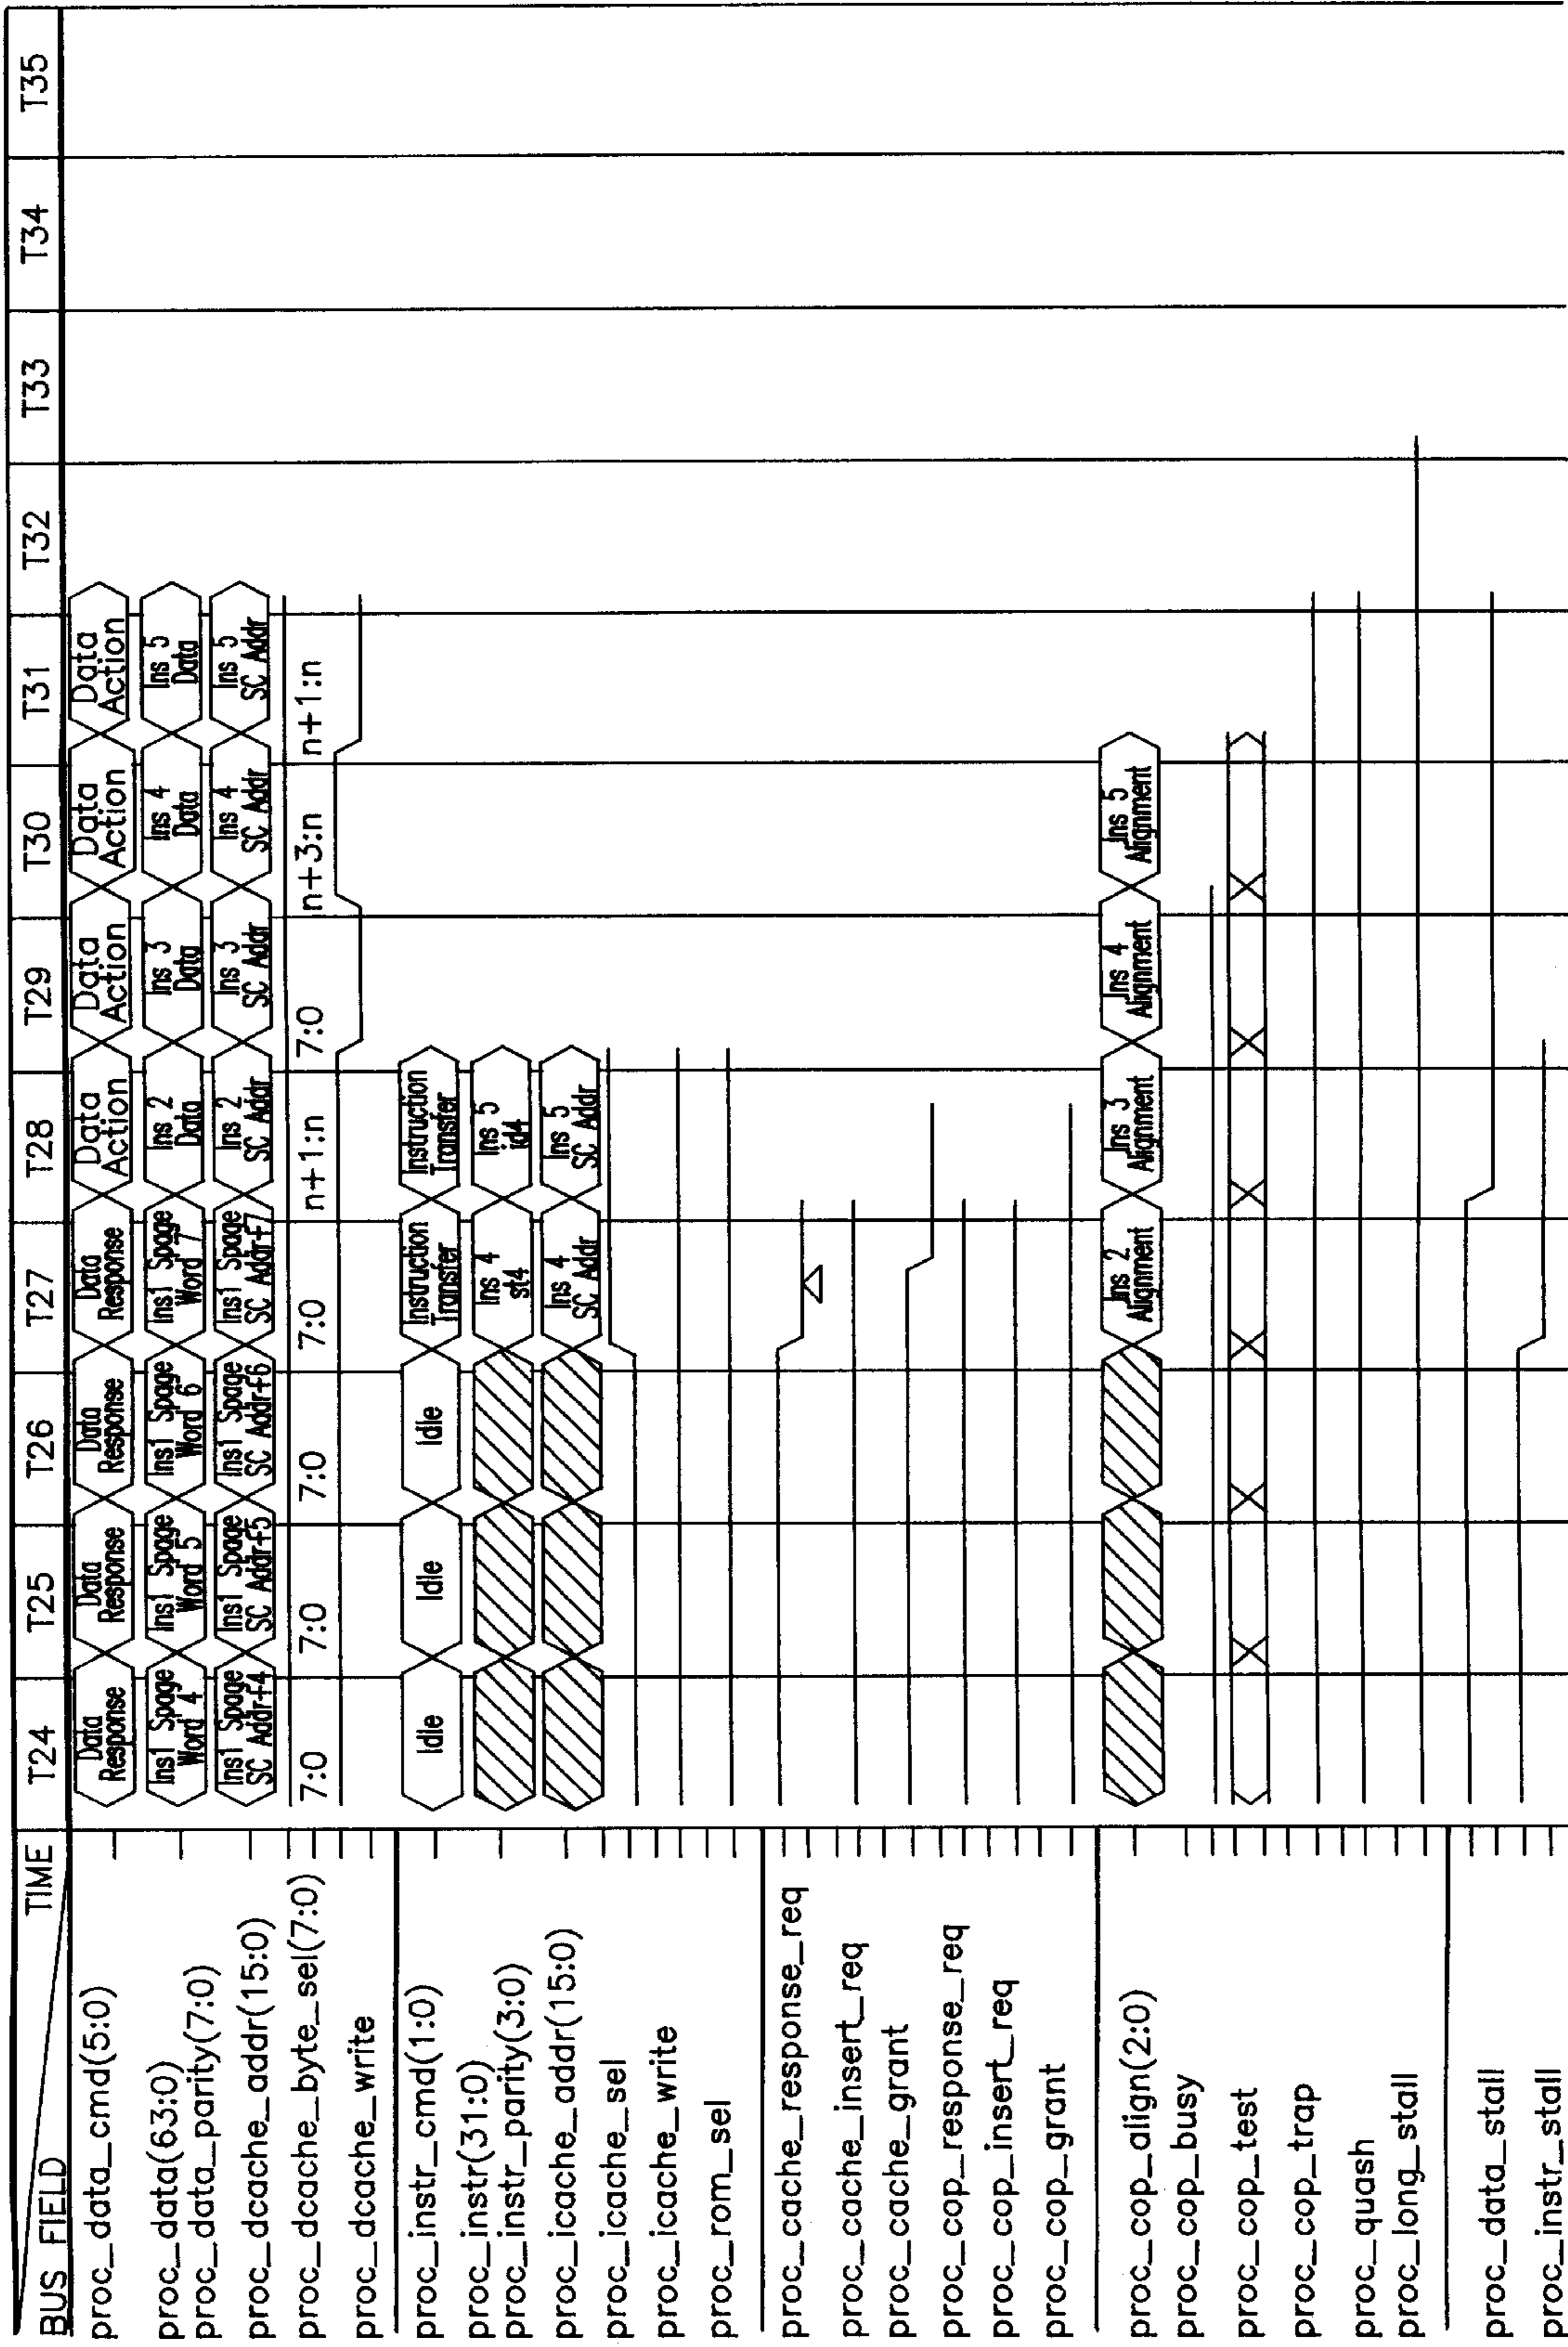 BUS FIELD TIME T24 T25 T26 T27 T28 T29 T30 T31 T32 T33 T34 T35
proc_data_cmd(5:0) Data Response Data Response Data Response Data Response Data Action Data Action Data Action Data Action
proc_data(63:0) Ins1 Spage Word 4 Ins1 Spage Word 5 Ins1 Spage Word 6 Ins1 Spage Word 7 Ins 2 Data Ins 3 Data Ins 4 Data Ins 5 Data
proc_data_parity(7:0)
proc_dcache_addr(15:0) Ins1 Spage SC Addr+4 Ins1 Spage SC Addr+5 Ins1 Spage SC Addr+6 Ins1 Spage SC Addr+7 Ins 2 SC Addr Ins 3 SC Addr Ins 4 SC Addr Ins 5 SC Addr
proc_dcache_byte_sel(7:0) 7:0 7:0 7:0 7:0 n+1:n 7:0 n+3:n n+1:n
proc_dcache_write
proc_instr_cmd(1:0) Idle Idle Idle Instruction Transfer Instruction Transfer
proc_instr(31:0) Ins 4 st4 Ins 5 id4
proc_instr_parity(3:0)
proc_icache_addr(15:0) Ins 4 SC Addr Ins 5 SC Addr
proc_icache_sel
proc_icache_write
proc_rom_sel
proc_cache_response_req
proc_cache_insert_req
proc_cache_grant
proc_cop_response_req
proc_cop_insert_req
proc_cop_grant
proc_cop_align(2:0) Ins 2 Alignment Ins 3 Alignment Ins 4 Alignment Ins 5 Alignment
proc_cop_busy
proc_cop_test
proc_cop_trap
proc_quash
proc_long_stall
proc_data_stall
proc_instr_stall